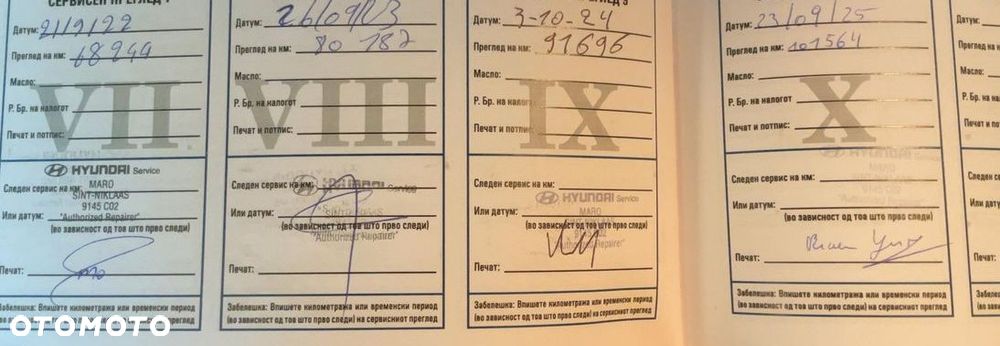 Датум: 2/9/22
Преглед на км: 68949
Масло:
Р. Бр. на налогот
Печат и потпис:
VII
HYUNDAI Service
Следен сервис на км:
MARO
SINT-NIKLAAS
9145 C02
Или датум:
"Authorized Repairer"
(во зависност од тоа што прво следи)
Печат:
Забелешка: Впишете километража или временски период
(во зависност од тоа што прво следи) на сервисниот преглед
Датум: 26/09/23
Преглед на км: 80 187
Масло:
Р. Бр. на налогот
Печат и потпис:
VIII
Service
Следен сервис на км:
Или датум:
(во зависност од тоа што прво следи)
"Authorized Repairer"
Печат:
Забелешка: Впишете километража или временски период
(во зависност од тоа што прво следи) на сервисниот преглед
Датум: 3-10-24
Преглед на км: 91696
Масло:
Р. Бр. на налогот
Печат и потпис:
IX
Следен сервис на км:
HYUNDAI Service
MARO
SINT-NIKLAAS
Или датум:
(во зависност од тоа што прво следи)
"Authorized Repairer"
Печат:
Забелешка: Впишете километража или временски период
(во зависност од тоа што прво следи) на сервисниот преглед
Датум: 23/09/25
Преглед на км: 101564
Масло:
Р. Бр. на налогот
Печат и потпис:
X
Следен сервис на км:
Или датум:
(во зависност од тоа што прво следи)
Печат:
Забелешка: Впишете километража или временски период
(во зависност од тоа што прво следи) на сервисниот преглед
OTOMOTO